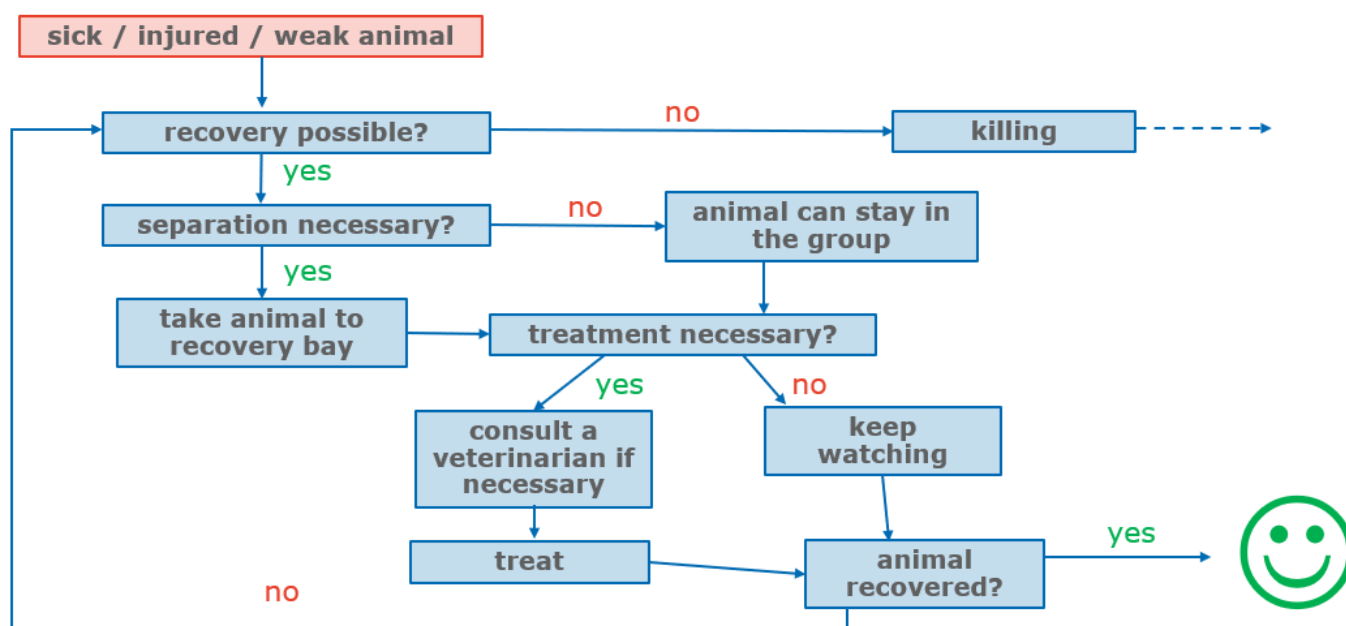 sick / injured / weak animal
recovery possible?
no
killing
yes
separation necessary?
no
animal can stay in
the group
yes
take animal to
recovery bay
treatment necessary?
yes
no
consult a
veterinarian if
necessary
keep
watching
treat
animal
recovered?
yes
no